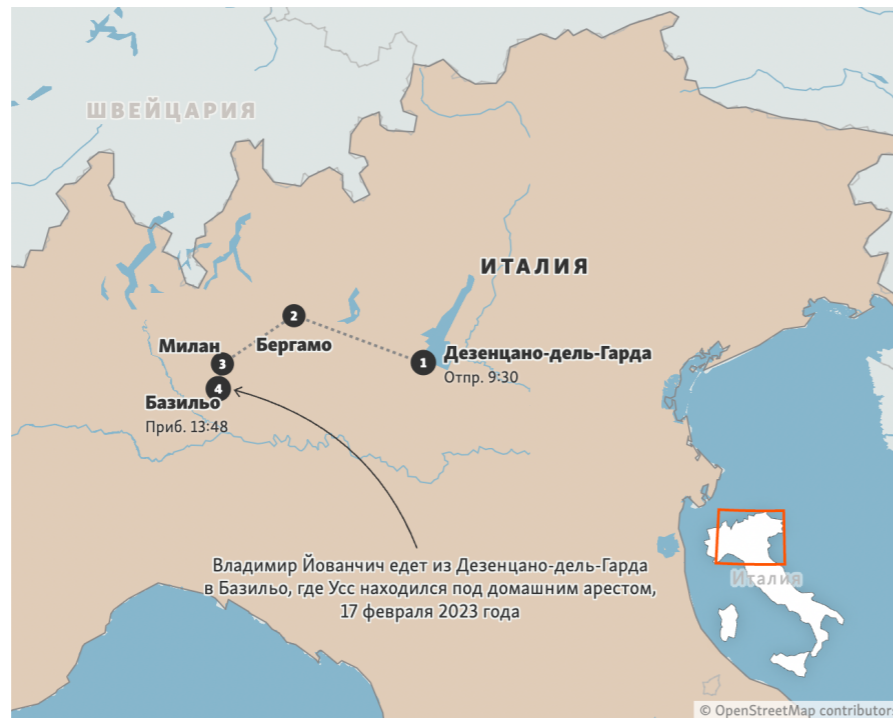 ШВЕЙЦАРИЯ
ИТАЛИЯ
2
Милан
Бергамо
3
1
Дезенцано-дель-Гарда
Отпр. 9:30
4
Базильо
Приб. 13:48
Владимир Йованчич едет из Дезенцано-дель-Гарда
в Базильо, где Усс находился под домашним арестом,
17 февраля 2023 года
Италия
© OpenStreetMap contributor